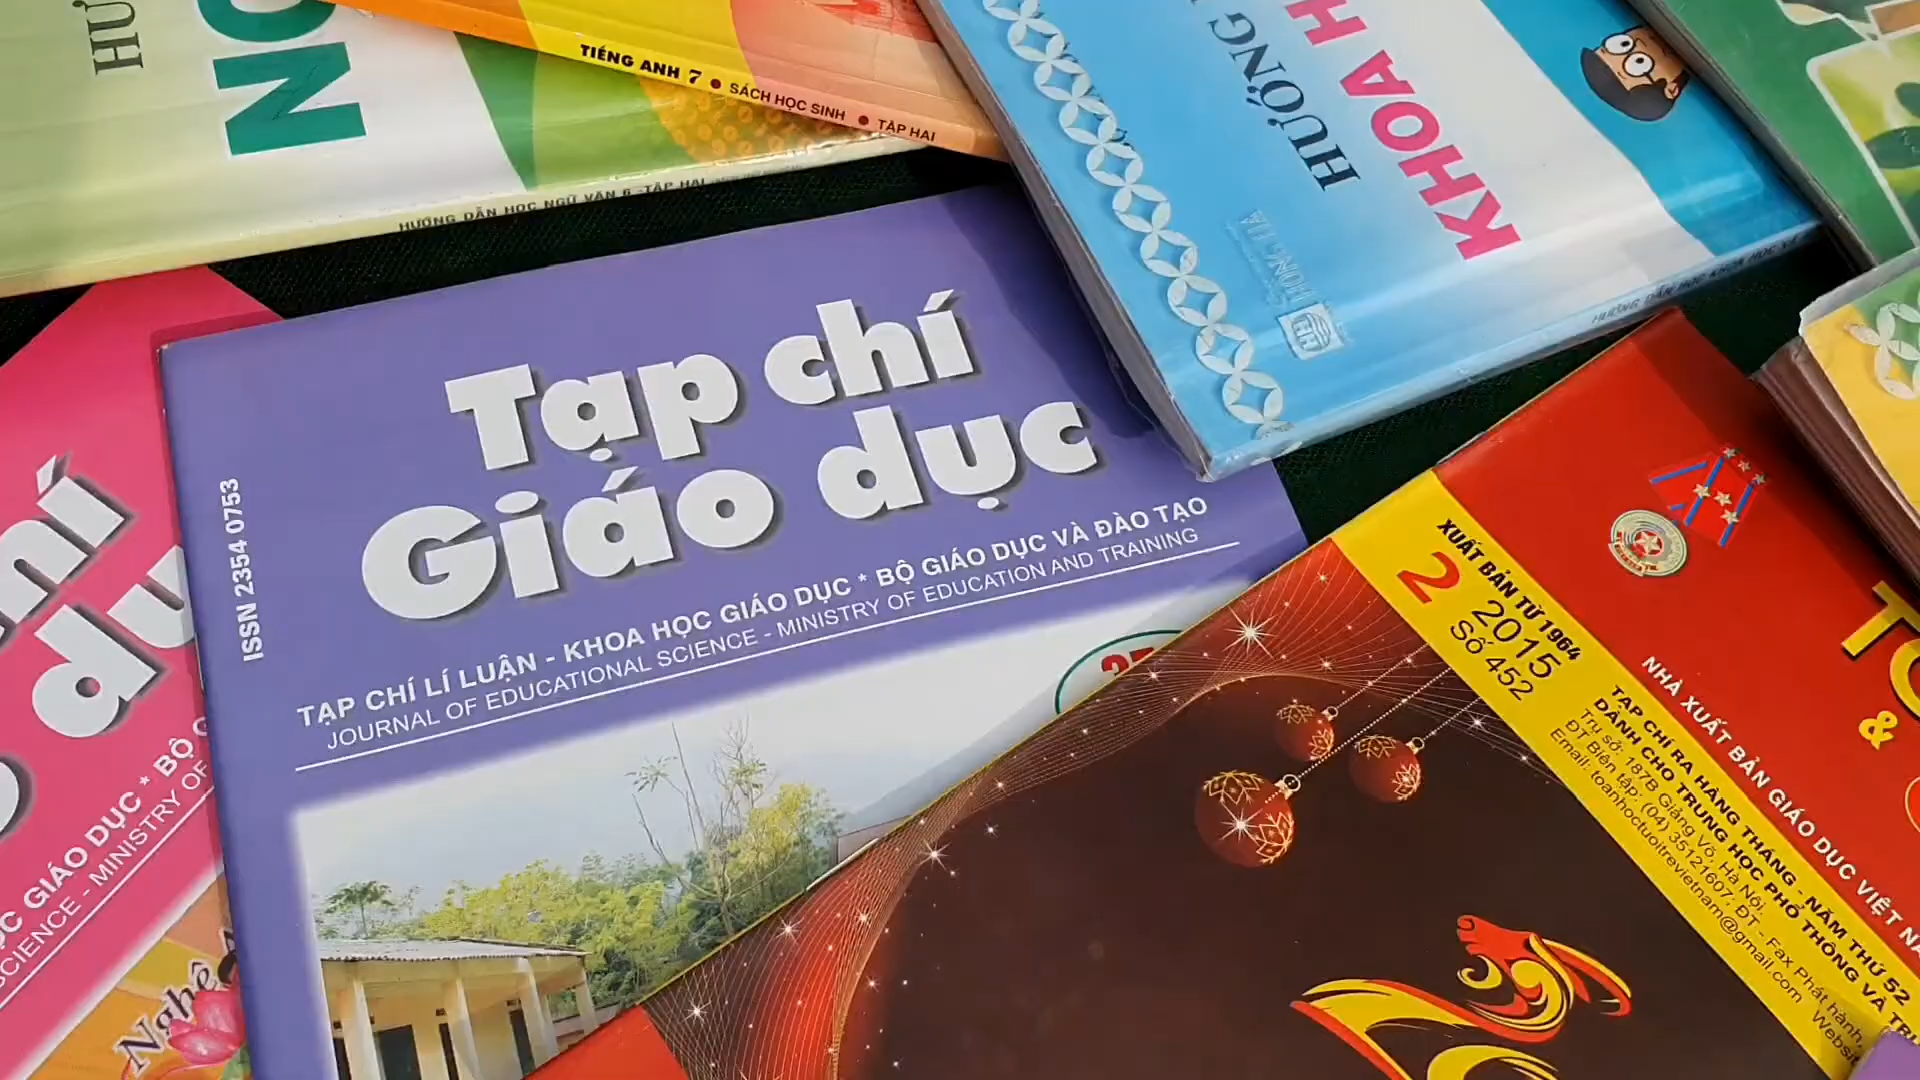 TIẾNG ANH 7 ● SÁCH HỌC SINH ● TẬP HAI
HƯỚNG DẪN HỌC NGỮ VĂN 6 - TẬP HAI
HƯỚNG
KHOA H
HƯỚNG DẪN HỌC KHOA HỌC
Tạp chí
Giáo dục
ISSN 2354 0753
TẠP CHÍ LÍ LUẬN - KHOA HỌC GIÁO DỤC * BỘ GIÁO DỤC VÀ ĐÀO TẠO
JOURNAL OF EDUCATIONAL SCIENCE - MINISTRY OF EDUCATION AND TRAINING
GIÁO DỤC * BỘ
SCIENCE - MINISTRY OF
XUẤT BẢN TỪ 1964
2 2015
Số 452
TẠP CHÍ RA HÀNG THÁNG - NĂM THỨ 52
DÀNH CHO TRUNG HỌC PHỔ THÔNG VÀ TR
Trụ sở: 187B Giảng Võ, Hà Nội.
ĐT Biên tập: (04) 35121607; ĐT - Fax Phát hành,
Email: toanhoctuoitrevietnam@gmail.com
NHÀ XUẤT BẢN GIÁO DỤC VIỆT NA
&